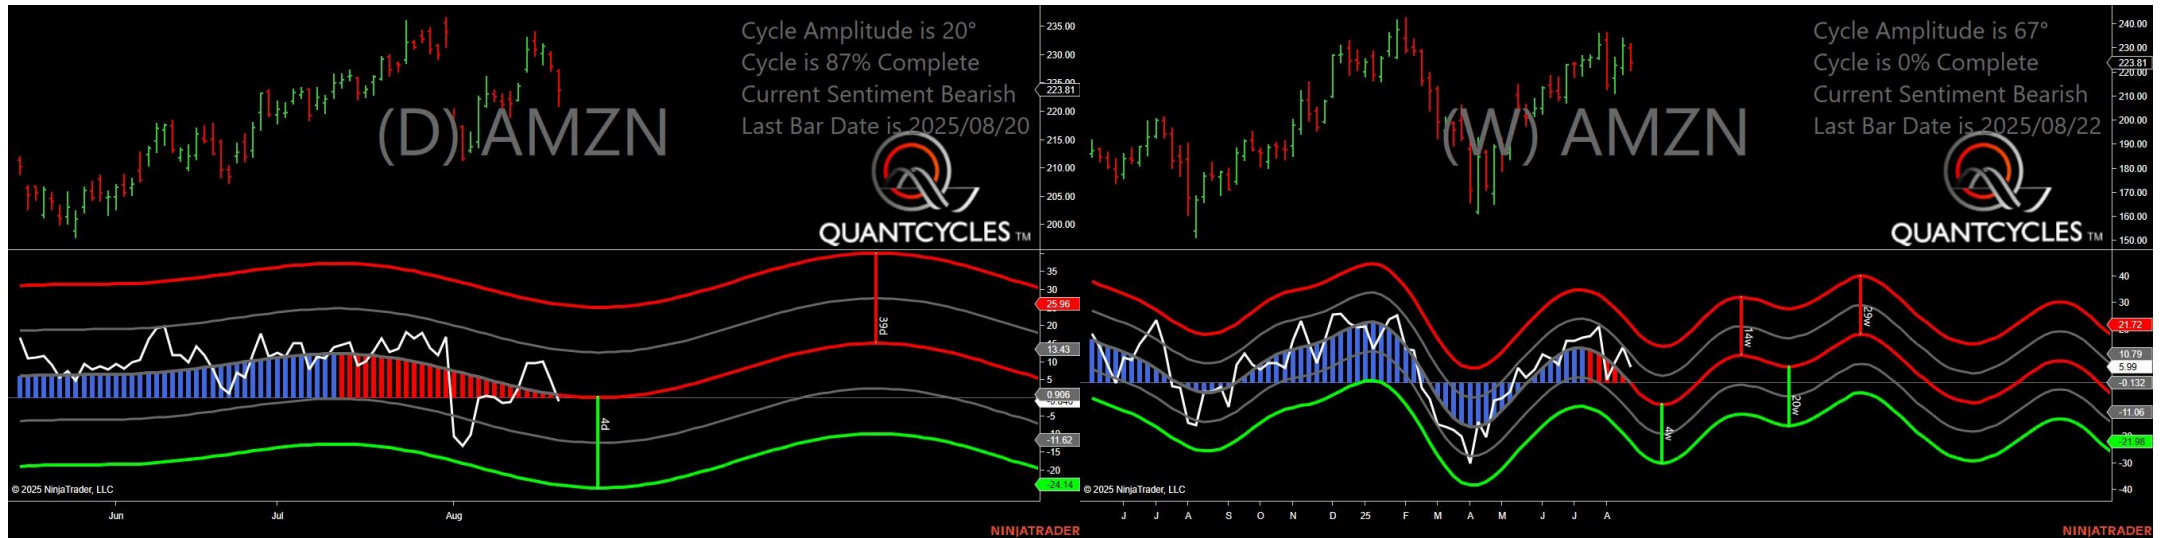 Cycle Amplitude is 20°
Cycle is 87% Complete
Current Sentiment Bearish
Last Bar Date is 2025/08/20
(D) AMZN
QUANTCYCLES TM
235.00
230.00
225.00
223.81
220.00
215.00
210.00
205.00
200.00
35
30
25.96
20
13.43
10
5
0.906
-5
-11.62
-15
-20
-24.14
39d
4d
© 2025 NinjaTrader, LLC
Jun
Jul
Aug
NINJATRADER
Cycle Amplitude is 67°
Cycle is 0% Complete
Current Sentiment Bearish
Last Bar Date is 2025/08/22
(W) AMZN
QUANTCYCLES TM
240.00
230.00
223.81
220.00
210.00
200.00
190.00
180.00
170.00
160.00
150.00
40
30
21.72
10.79
5.99
-0.132
-11.06
-21.98
-30
-40
14w
29w
4w
20w
© 2025 NinjaTrader, LLC
J J A S O N D 25 F M A M J J A
NINJATRADER